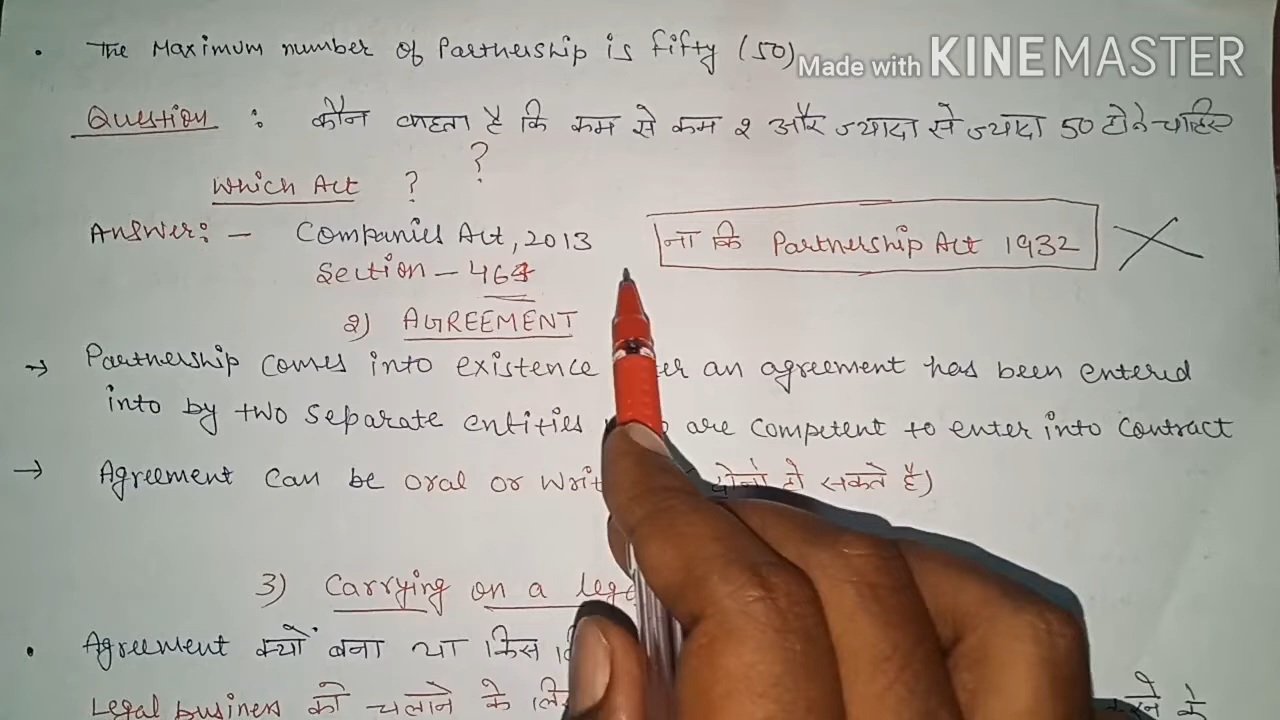 • The Maximum number of Partnership is fifty (50)
Made with KINEMASTER
Question : कौन कहता है कि कम से कम २ और ज्यादा से ज्यादा 50 होने चाहिए
?
Which Act ?
Answer:- Companies Act, 2013
ना कि Partnership Act 1932
Section - 464
2) AGREEMENT
→ Partnership comes into existence an agreement has been entered
into by two separate entities are competent to enter into contract
→ Agreement can be oral or दोनो हो सकते है)
3) Carrying on a
• Agreement क्यों बना या किस
Legal business को चलाने के के